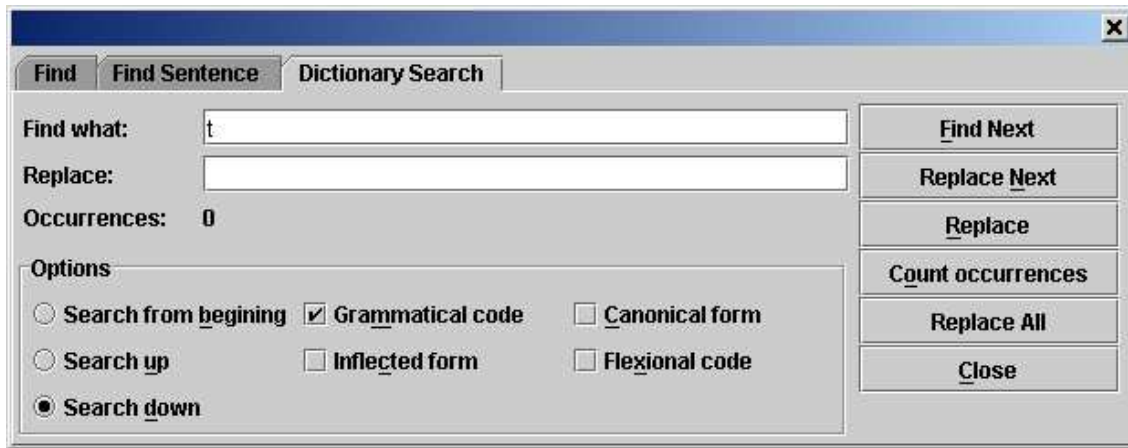 Find Find Sentence Dictionary Search
Find what: t Find Next
Replace: Replace Next
Occurrences: 0 Replace
Options Count occurrences
Search from begining Grammatical code Canonical form Replace All
Search up Inflected form Flexional code Close
Search down